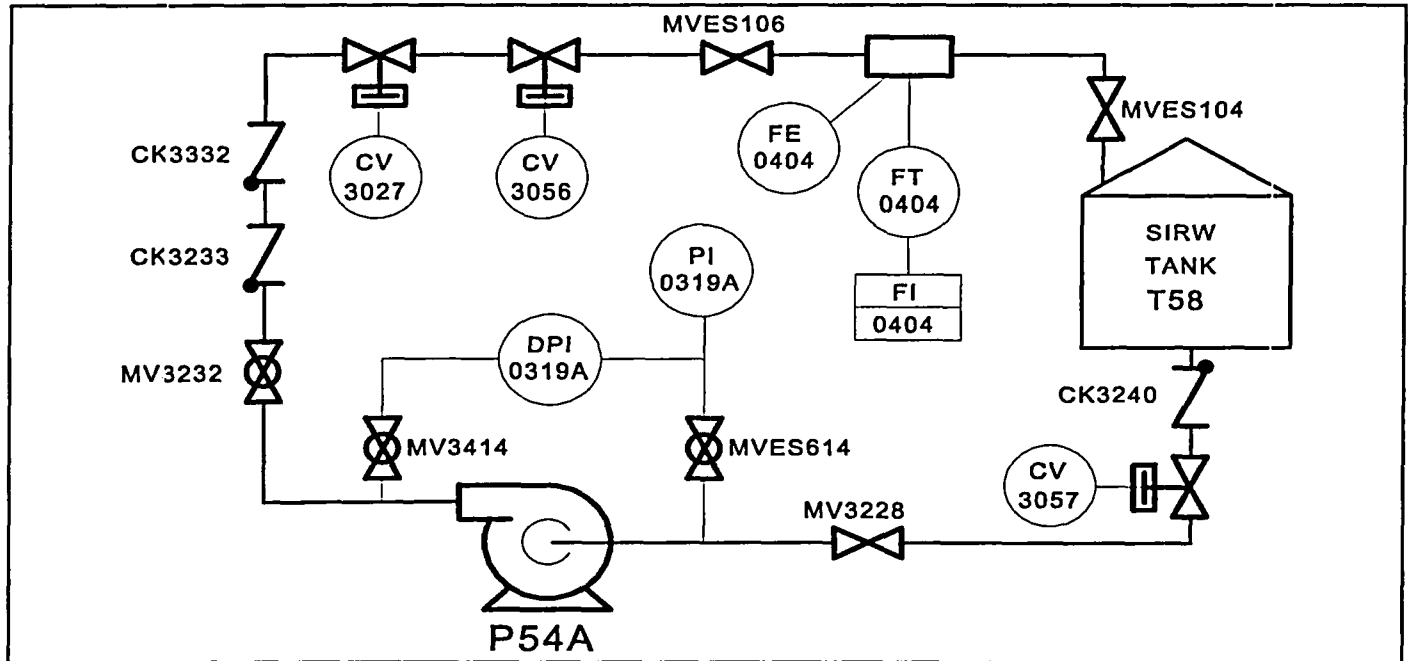 MVES106
MVES104
CK3332
CV
3027
CV
3056
FE
0404
FT
0404
FI
0404
SIRW
TANK
T58
CK3233
PI
0319A
DPI
0319A
MV3232
MV3414
MVES614
CK3240
CV
3057
MV3228
P54A